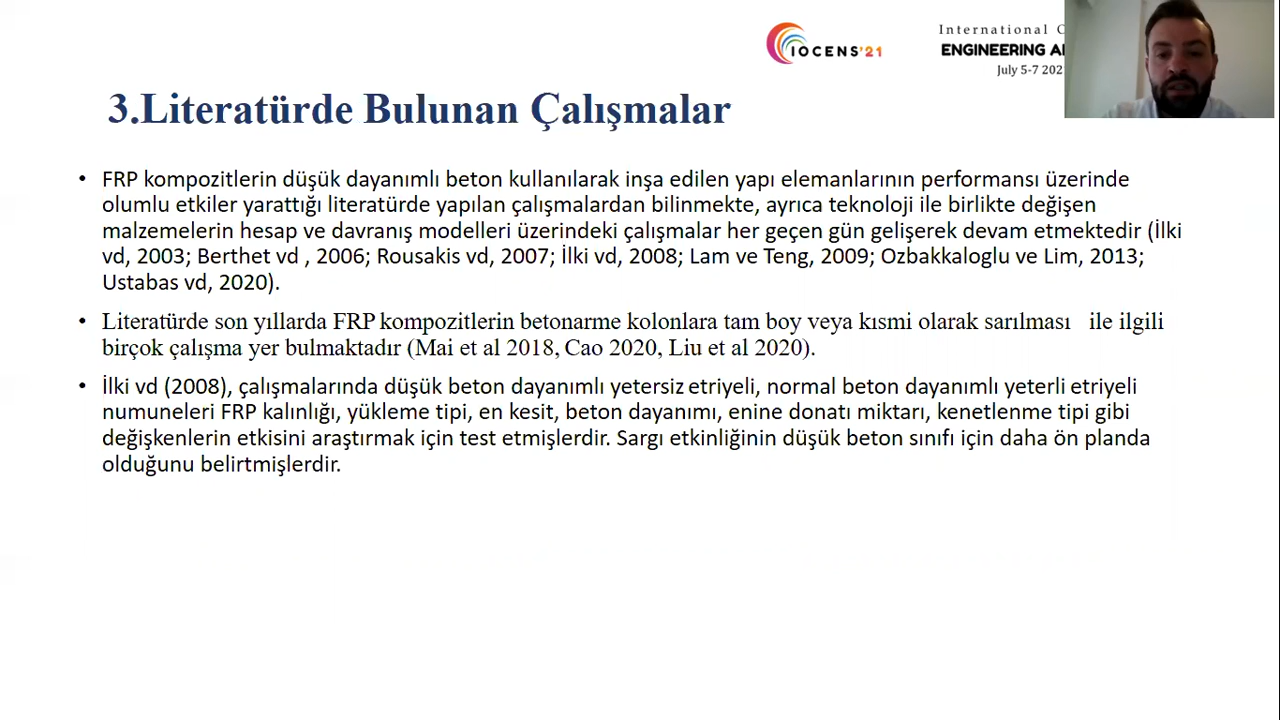 IOCENS'21
International C
ENGINEERING A
July 5-7 202
3.Literatürde Bulunan Çalışmalar
• FRP kompozitlerin düşük dayanımlı beton kullanılarak inşa edilen yapı elemanlarının performansı üzerinde
olumlu etkiler yarattığı literatürde yapılan çalışmalardan bilinmekte, ayrıca teknoloji ile birlikte değişen
malzemelerin hesap ve davranış modelleri üzerindeki çalışmalar her geçen gün gelişerek devam etmektedir (İlki
vd, 2003; Berthet vd , 2006; Rousakis vd, 2007; İlki vd, 2008; Lam ve Teng, 2009; Ozbakkaloglu ve Lim, 2013;
Ustabas vd, 2020).
• Literatürde son yıllarda FRP kompozitlerin betonarme kolonlara tam boy veya kısmi olarak sarılması ile ilgili
birçok çalışma yer bulmaktadır (Mai et al 2018, Cao 2020, Liu et al 2020).
• İlki vd (2008), çalışmalarında düşük beton dayanımlı yetersiz etriyeli, normal beton dayanımlı yeterli etriyeli
numuneleri FRP kalınlığı, yükleme tipi, en kesit, beton dayanımı, enine donatı miktarı, kenetlenme tipi gibi
değişkenlerin etkisini araştırmak için test etmişlerdir. Sargı etkinliğinin düşük beton sınıfı için daha ön planda
olduğunu belirtmişlerdir.